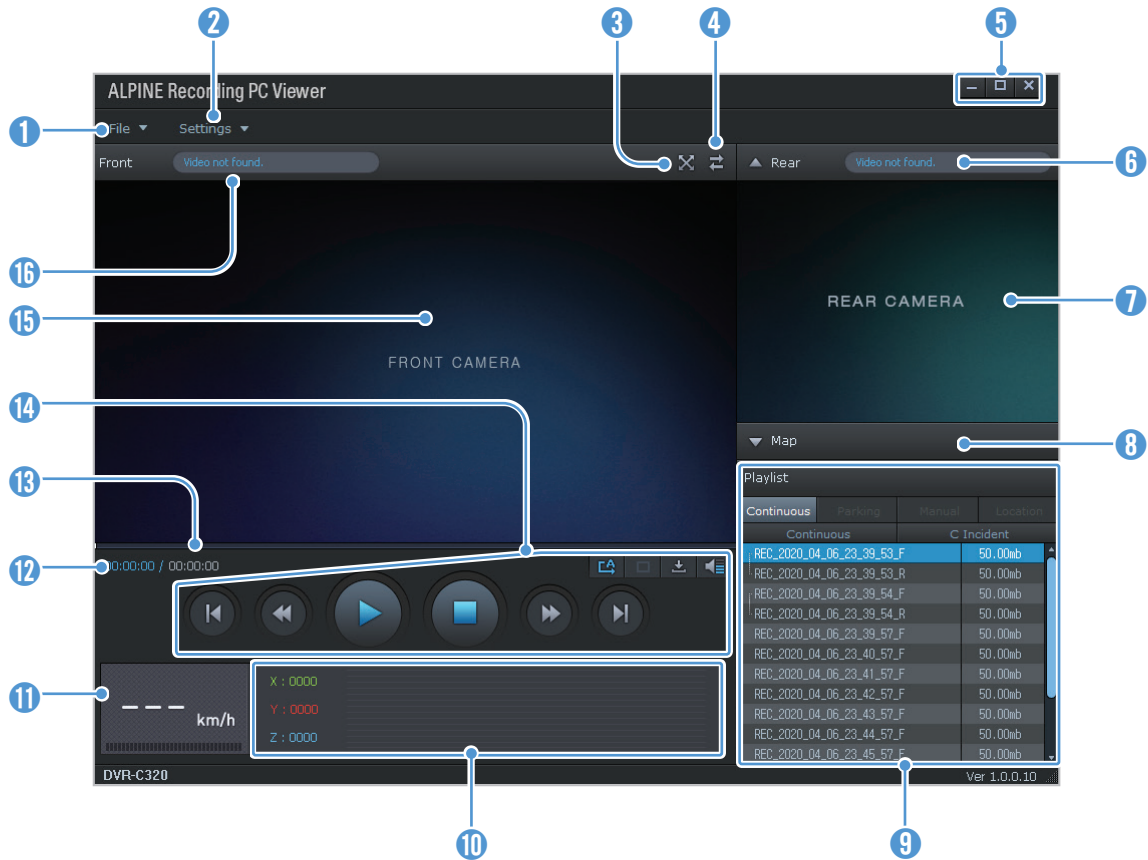 2 3 4 5
ALPINE Recording PC Viewer
1 File Settings
Front Video not found. Rear Video not found. 6
16
15 FRONT CAMERA
REAR CAMERA 7
14
Map 8
13
Playlist
Continuous Parking Manual Location
Continuous C Incident
12 00:00:00 / 00:00:00
REC_2020_04_06_23_39_53_F 50.00mb
REC_2020_04_06_23_39_53_R 50.00mb
REC_2020_04_06_23_39_54_F 50.00mb
REC_2020_04_06_23_39_54_R 50.00mb
REC_2020_04_06_23_39_57_F 50.00mb
REC_2020_04_06_23_40_57_F 50.00mb
REC_2020_04_06_23_41_57_F 50.00mb
REC_2020_04_06_23_42_57_F 50.00mb
REC_2020_04_06_23_43_57_F 50.00mb
REC_2020_04_06_23_44_57_F 50.00mb
REC_2020_04_06_23_45_57_F 50.00mb
11 --- km/h
X : 0000
Y : 0000
Z : 0000
DVR-C320 Ver 1.0.0.10
10 9